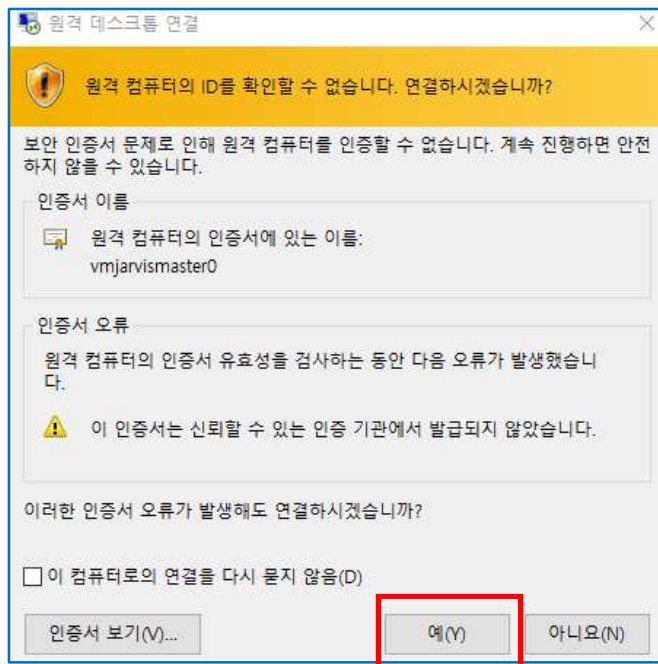 원격 데스크톱 연결
원격 컴퓨터의 ID를 확인할 수 없습니다. 연결하시겠습니까?
보안 인증서 문제로 인해 원격 컴퓨터를 인증할 수 없습니다. 계속 진행하면 안전
하지 않을 수 있습니다.
인증서 이름
원격 컴퓨터의 인증서에 있는 이름:
vmjarvismaster0
인증서 오류
원격 컴퓨터의 인증서 유효성을 검사하는 동안 다음 오류가 발생했습니
다.
이 인증서는 신뢰할 수 있는 인증 기관에서 발급되지 않았습니다.
이러한 인증서 오류가 발생해도 연결하시겠습니까?
이 컴퓨터로의 연결을 다시 묻지 않음(D)
인증서 보기(V)... 예(Y) 아니요(N)